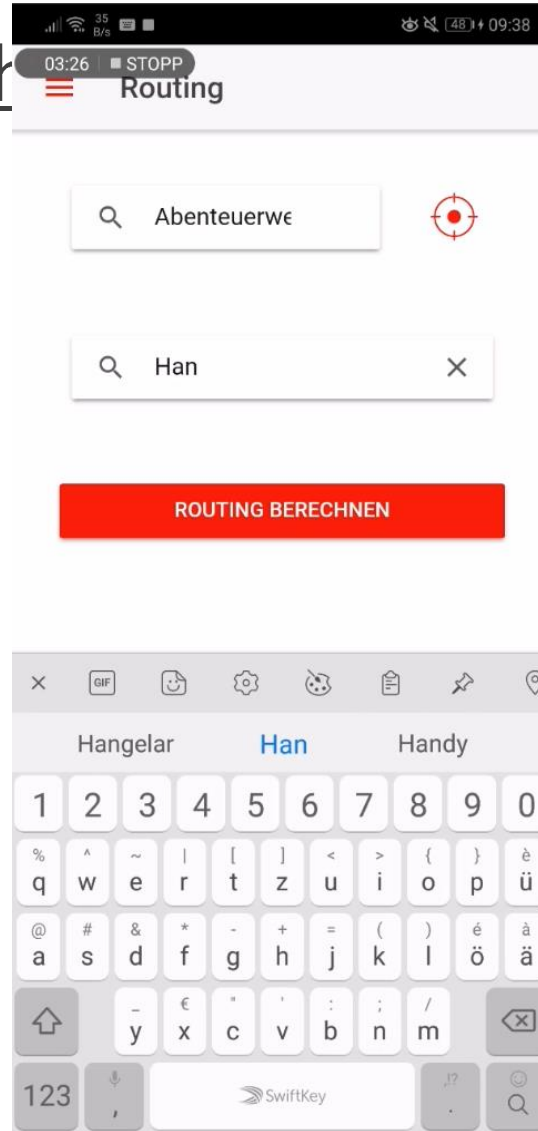 35 B/s 48 09:38
03:26 STOPP
Routing
Abenteuerwe
Han
ROUTING BERECHNEN
GIF
Hangelar Han Handy
1 2 3 4 5 6 7 8 9 0
% ^ ~ | [ ] < > { } è
q w e r t z u i o p ü
@ # & * - + = ( ) é à
a s d f g h j k l ö ä
_ € " ' : ; /
y x c v b n m
,!?
123 , SwiftKey .